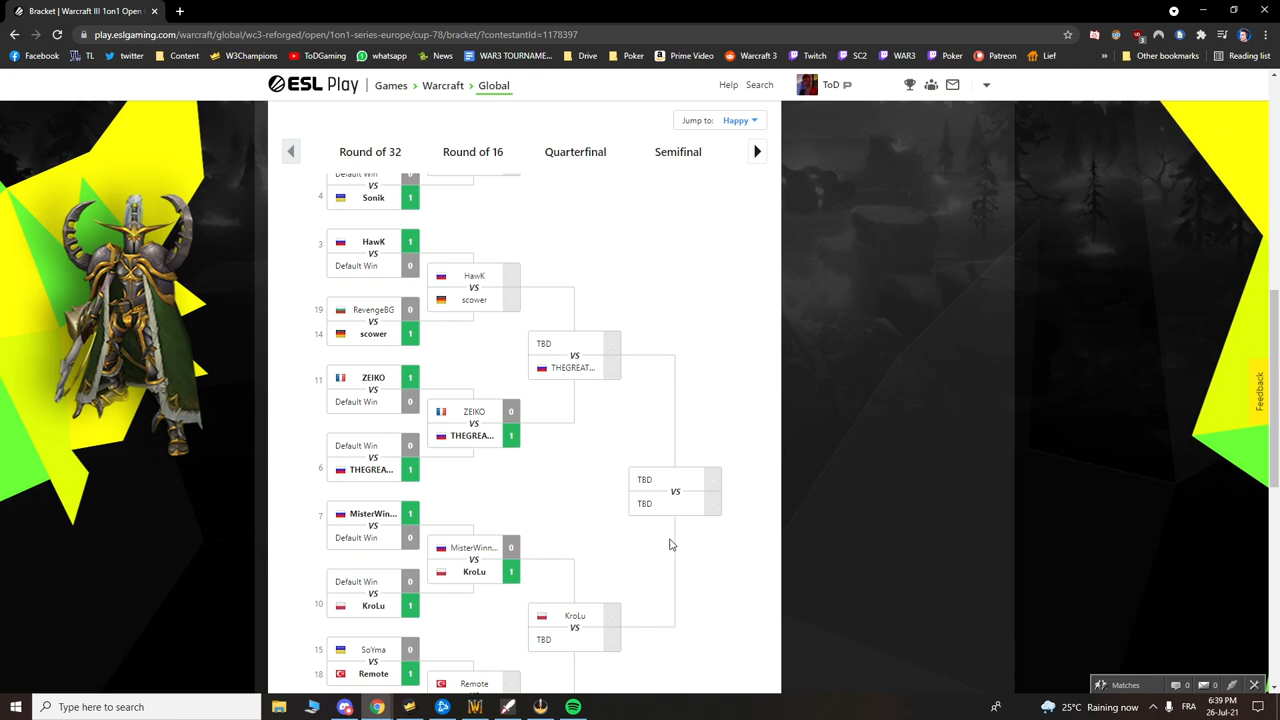 Bracket | Warcraft III 1on1 Open
play.eslgaming.com/warcraft/global/wc3-reforged/open/1on1-series-europe/cup-78/bracket/?contestantId=1178397
Facebook TL twitter Content W3Champions ToDGaming whatsapp News WAR3 TOURNAME... Drive Poker Prime Video Reddit Warcraft 3 Twitch SC2 WAR3 Poker Patreon Lief » Other bookmarks Reading list
ESL Play Games > Warcraft > Global Help Search ToD
Jump to: Happy
Round of 32 Round of 16 Quarterfinal Semifinal
Default Win 0
VS
4 Sonik 1
3 HawK 1
VS
Default Win 0
HawK -
VS
scower -
19 RevengeBG 0
VS
14 scower 1
TBD -
VS
THEGREAT... -
11 ZEIKO 1
VS
Default Win 0
ZEIKO 0
VS
THEGREA... 1
Default Win 0
VS
6 THEGREA... 1
TBD -
VS
TBD -
7 MisterWin... 1
VS
Default Win 0
MisterWinn... 0
VS
KroLu 1
Default Win 0
VS
10 KroLu 1
KroLu -
VS
TBD -
15 SoYma 0
VS
18 Remote 1
Remote
Feedback
Matches 0 0
Type here to search
25°C Raining now
6:39 PM
26-Jul-21